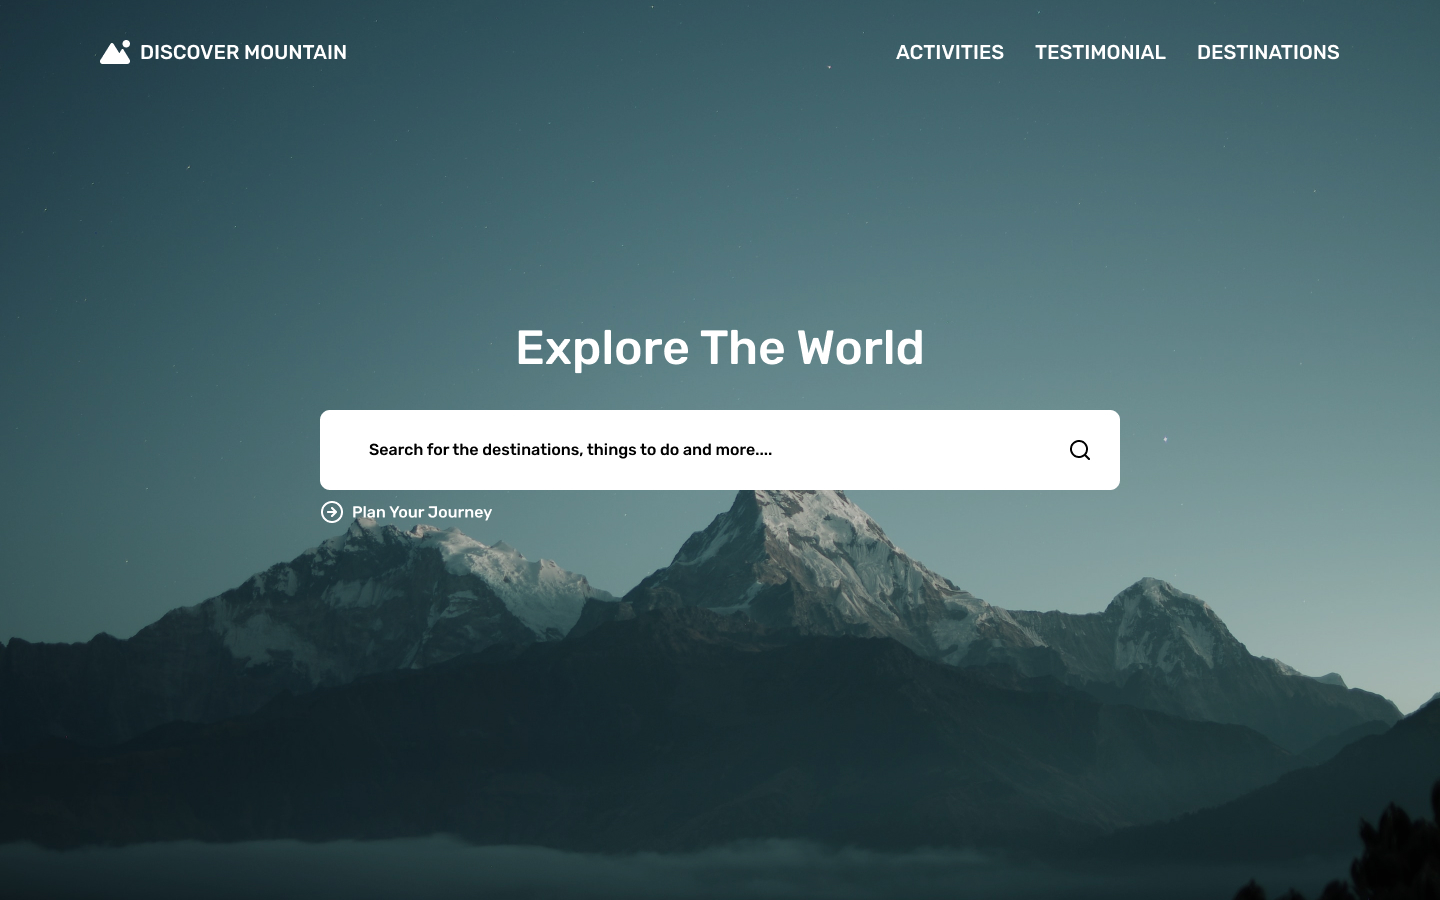 DISCOVER MOUNTAIN
ACTIVITIES TESTIMONIAL DESTINATIONS
Explore The World
Search for the destinations, things to do and more....
Plan Your Journey